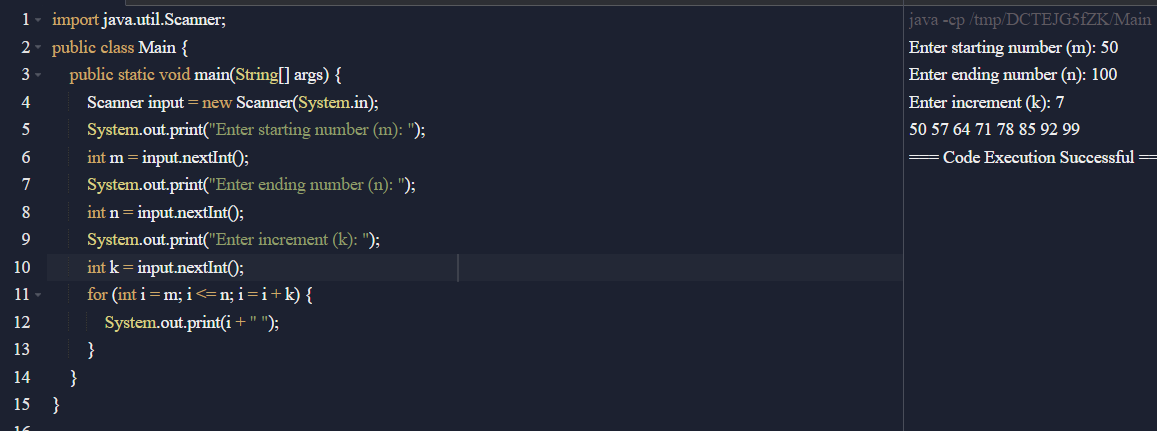 1 import java.util.Scanner;
2 public class Main {
3 public static void main(String[] args) {
4 Scanner input = new Scanner(System.in);
5 System.out.print("Enter starting number (m): ");
6 int m = input.nextInt();
7 System.out.print("Enter ending number (n): ");
8 int n = input.nextInt();
9 System.out.print("Enter increment (k): ");
10 int k = input.nextInt();
11 for (int i = m; i <= n; i = i + k) {
12 System.out.print(i + " ");
13 }
14 }
15 }
16
java -cp /tmp/DCTEJG5fZK/Main
Enter starting number (m): 50
Enter ending number (n): 100
Enter increment (k): 7
50 57 64 71 78 85 92 99
=== Code Execution Successful ==